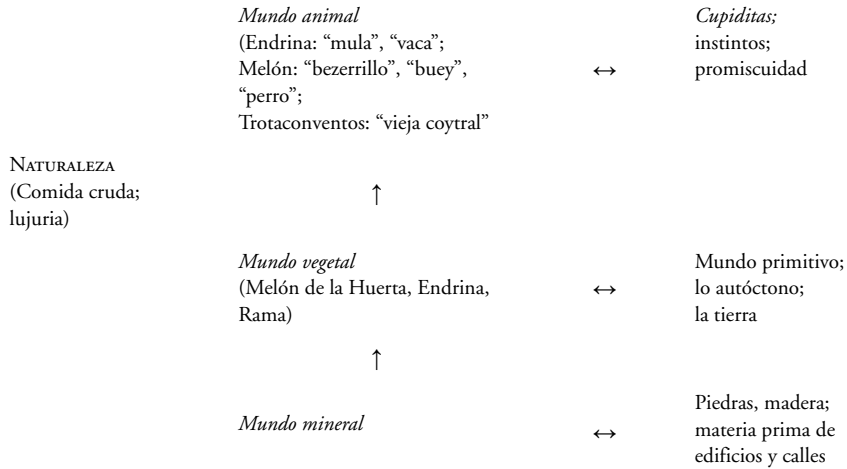 Mundo animal
(Endrina: “mula”, “vaca”;
Melón: “bezerrillo”, “buey”,
“perro”;
Trotaconventos: “vieja coytral”
↔
Cupiditas;
instintos;
promiscuidad
Naturaleza
(Comida cruda;
lujuria)
↑
Mundo vegetal
(Melón de la Huerta, Endrina,
Rama)
↔
Mundo primitivo;
lo autóctono;
la tierra
↑
Mundo mineral
↔
Piedras, madera;
materia prima de
edificios y calles